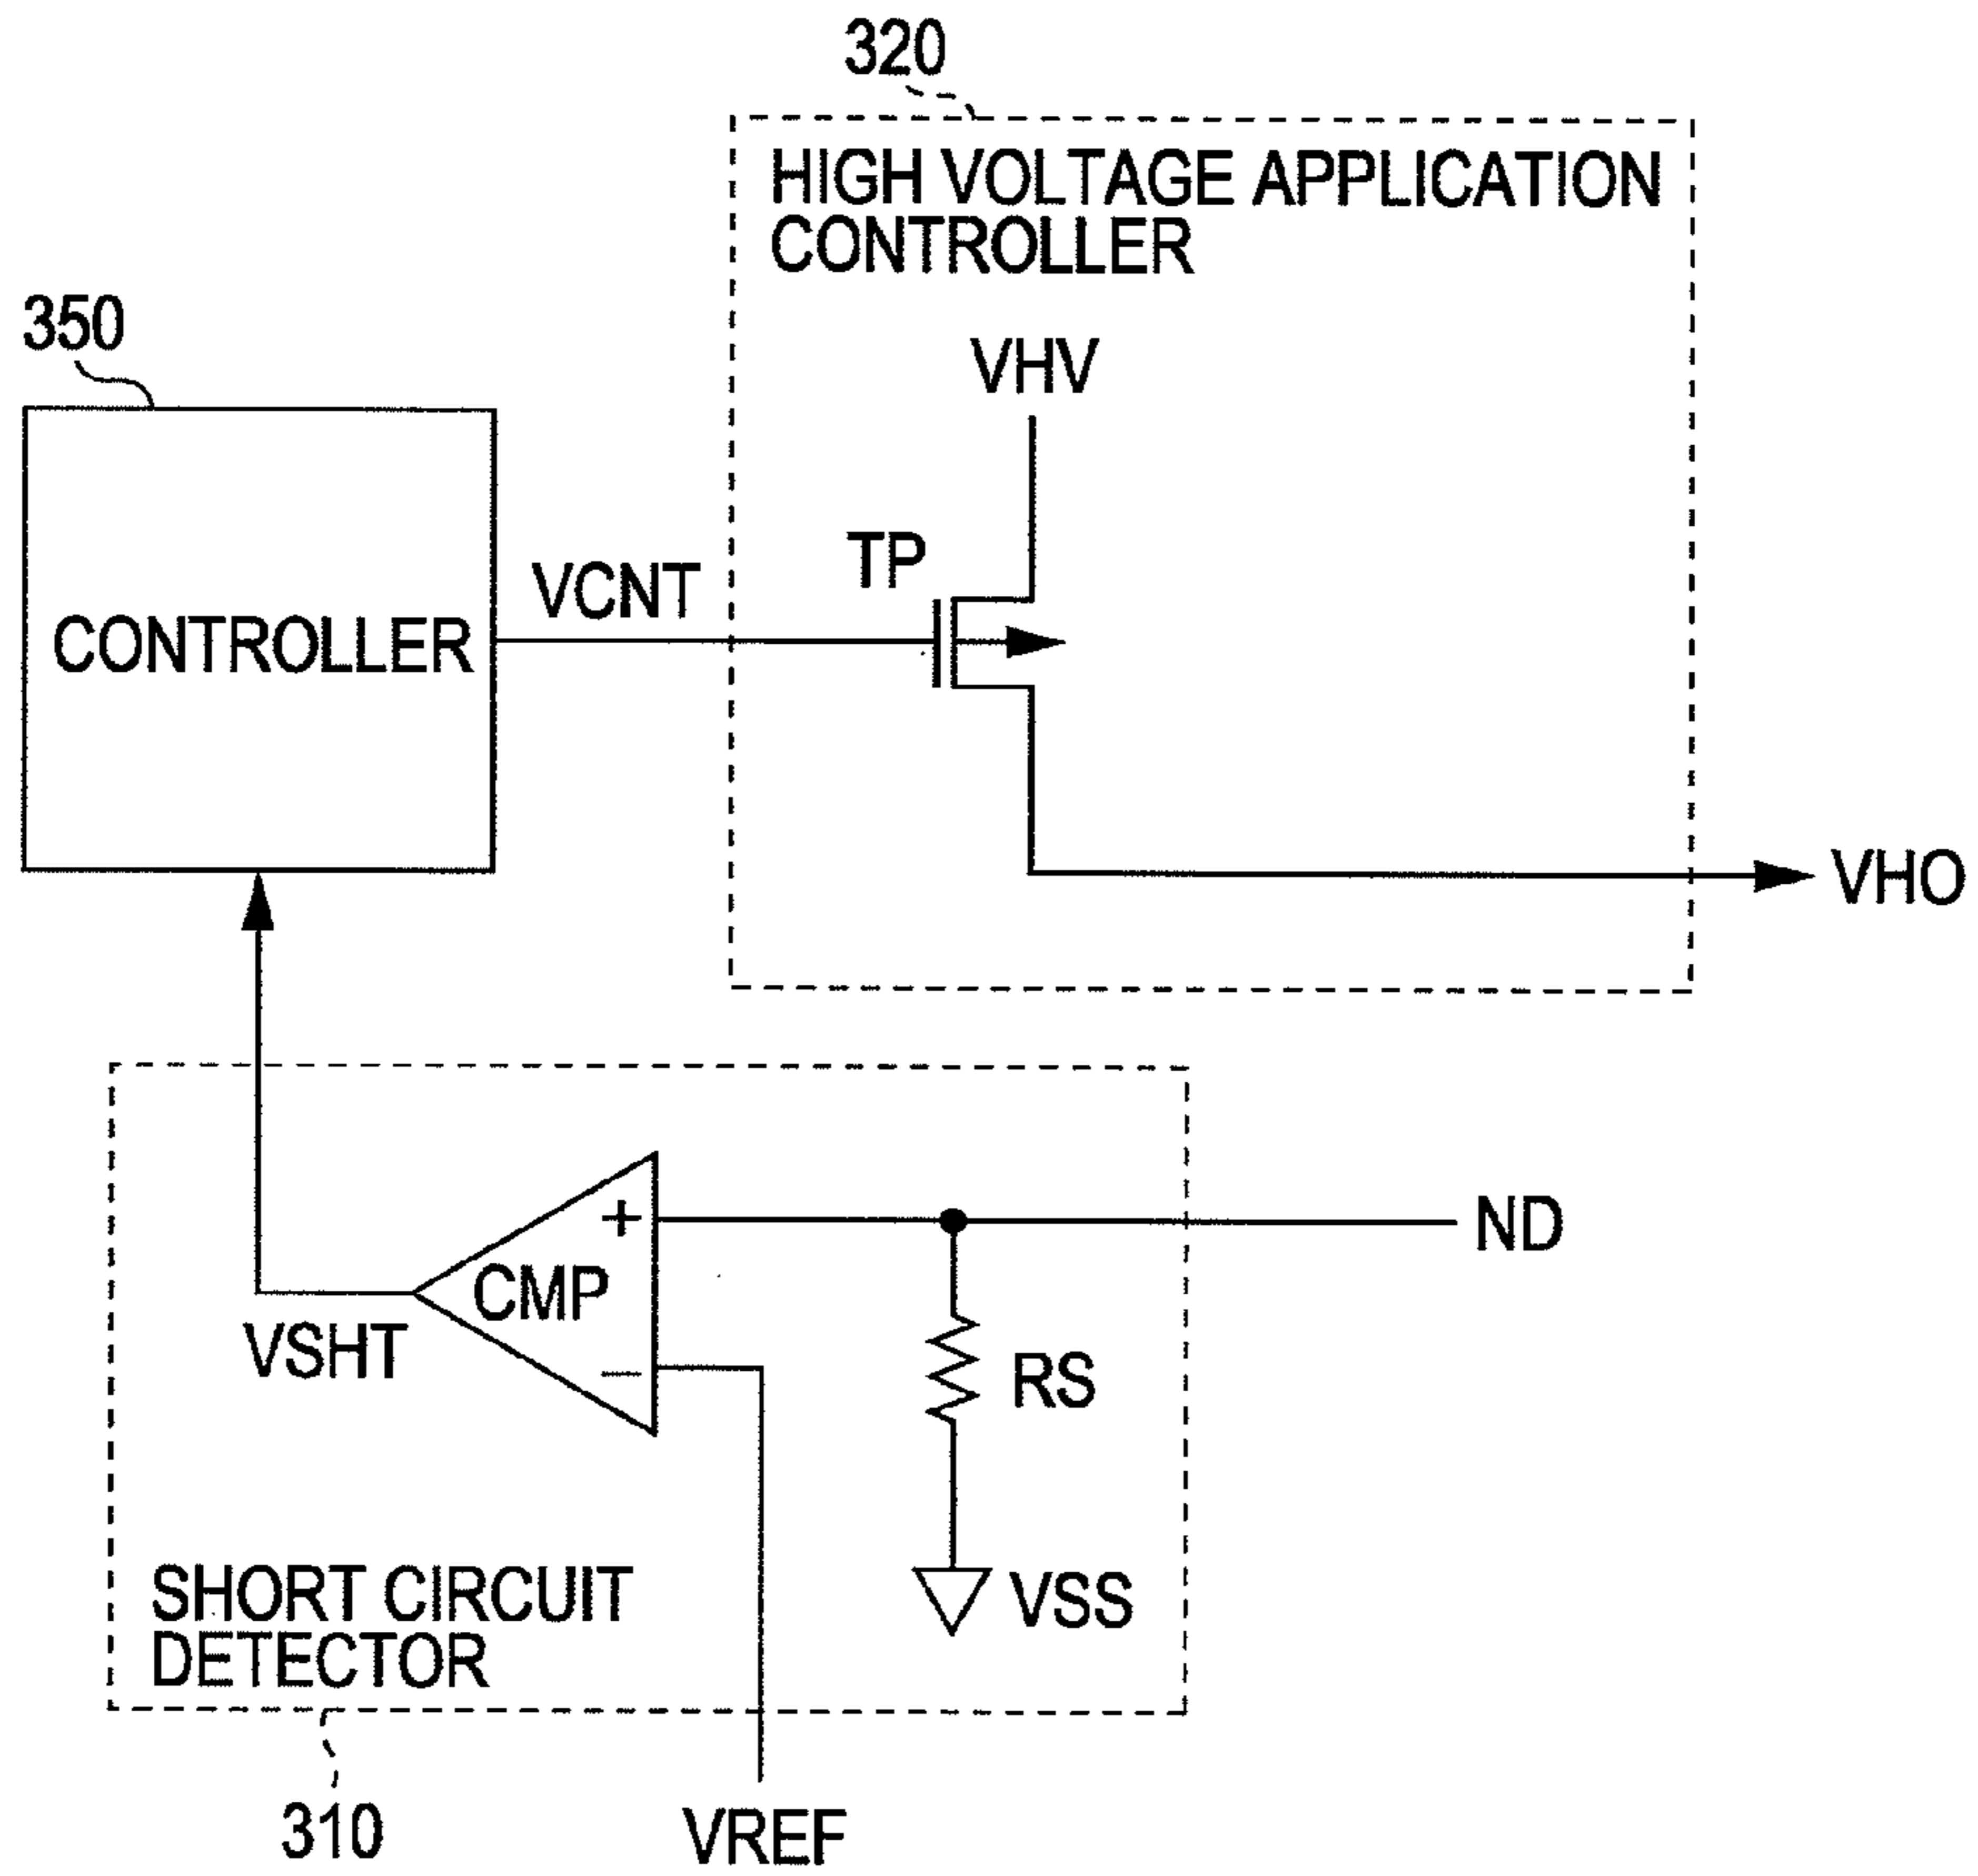 320
HIGH VOLTAGE APPLICATION
CONTROLLER
VHV
350
TP
VCNT
CONTROLLER
VHO
ND
+
CMP
−
VSHT
RS
VSS
SHORT CIRCUIT
DETECTOR
310
VREF